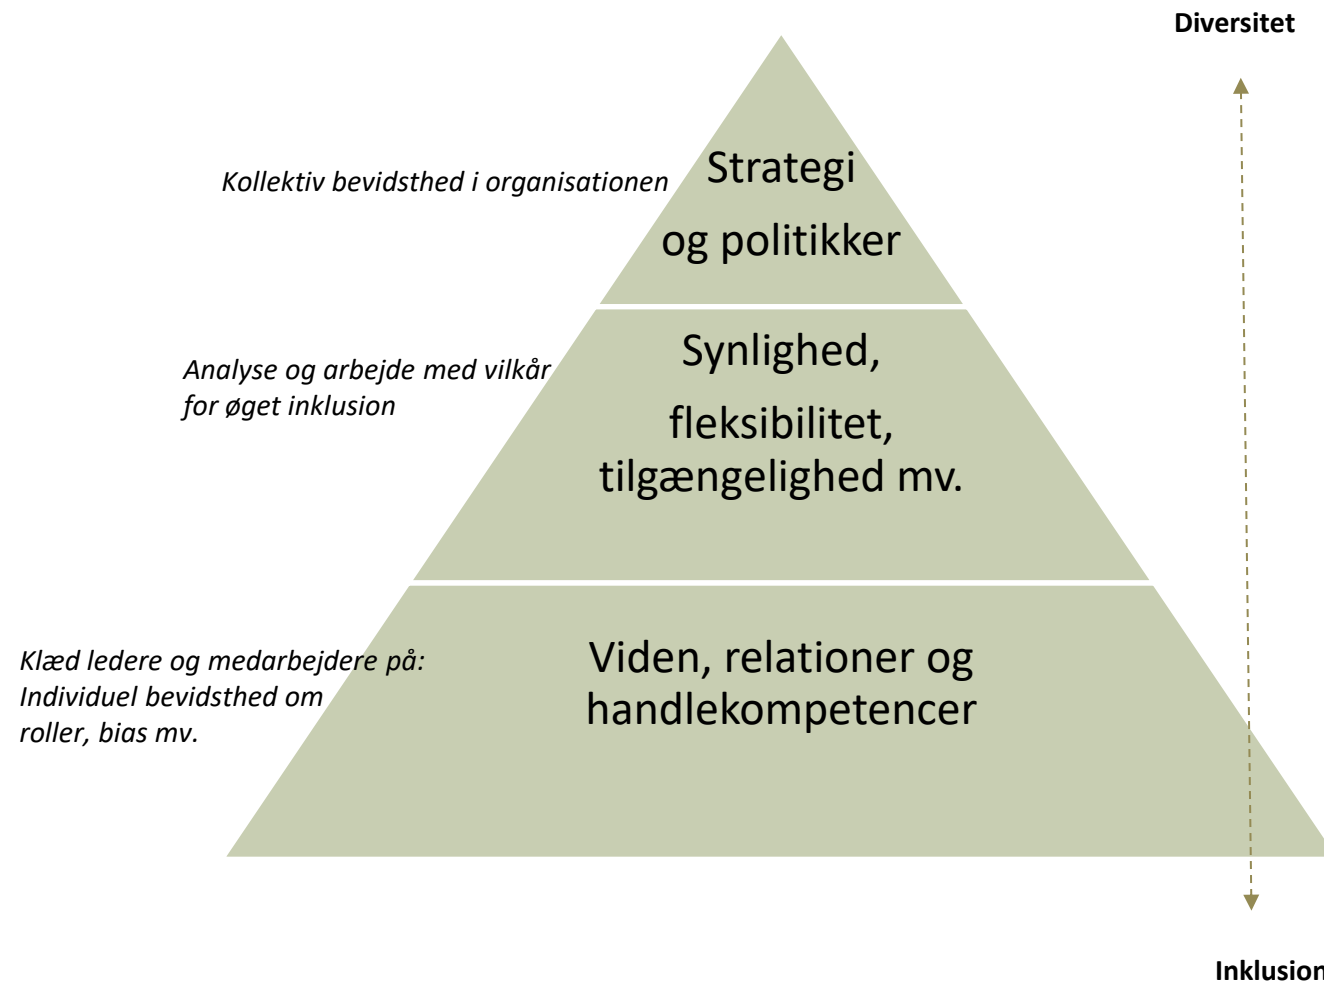 Diversitet
Strategi
og politikker
Kollektiv bevidsthed i organisationen
Synlighed,
fleksibilitet,
tilgængelighed mv.
Analyse og arbejde med vilkår
for øget inklusion
Viden, relationer og
handlekompetencer
Klæd ledere og medarbejdere på:
Individuel bevidsthed om
roller, bias mv.
Inklusion